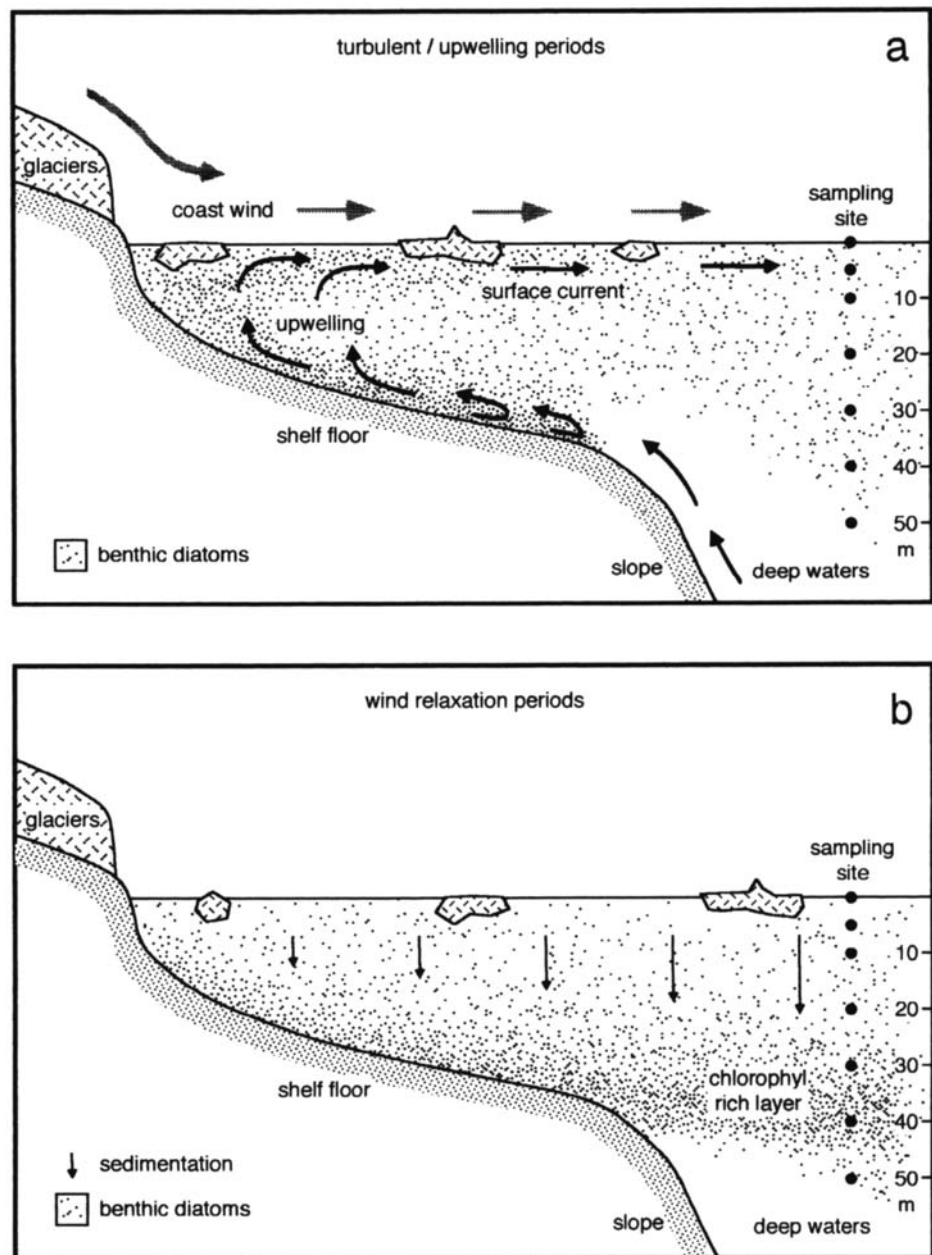 turbulent / upwelling periods
a
glaciers
coast wind
sampling
site
surface current
10
upwelling
20
30
shelf floor
40
50
m
benthic diatoms
slope
deep waters
wind relaxation periods
b
glaciers
sampling
site
10
20
30
chlorophyl
rich layer
shelf floor
40
sedimentation
50
benthic diatoms
m
slope
deep waters